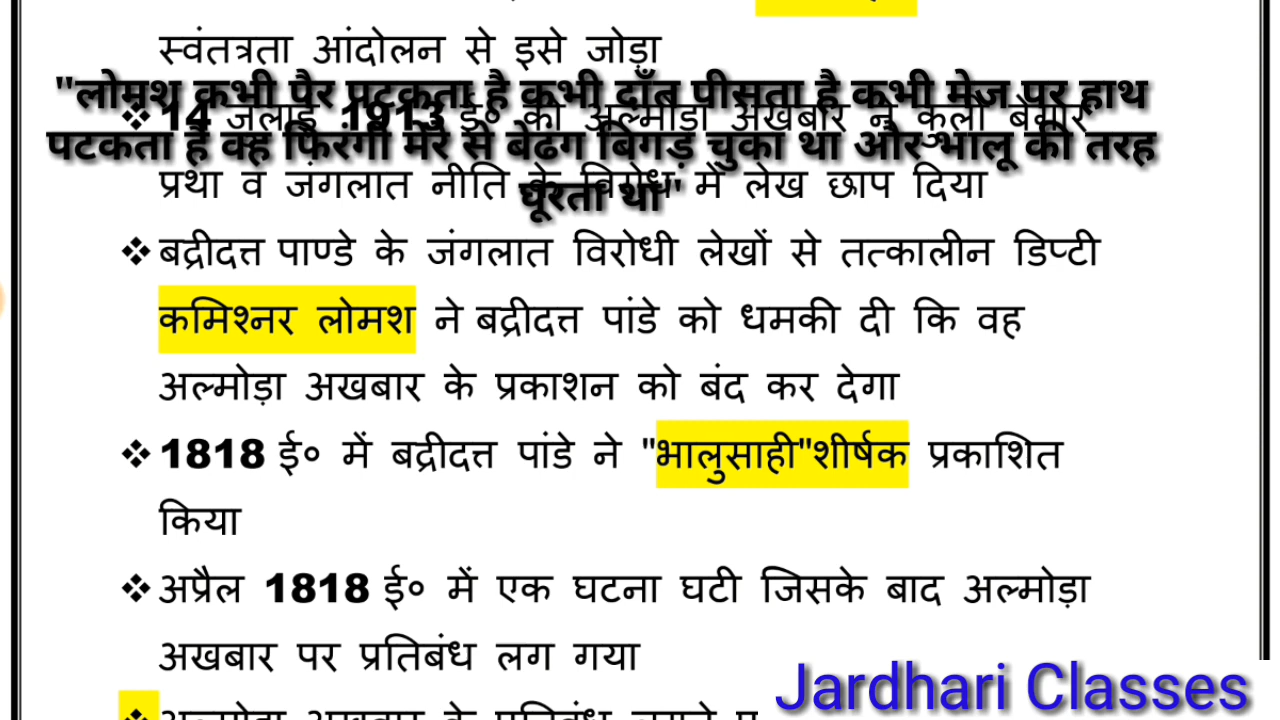 स्वंतत्रता आंदोलन से इसे जोड़ा
"लोमश कभी पैर पटकता है कभी दाँत पीसता है कभी मेज पर हाथ
❖ 14 जुलाई 1913 ई० को अल्मोड़ा अखबार ने कुली बेगार
पटकता है वह फिरंगी मेरे से बेढंग बिगड़ चुका था और भालू की तरह
प्रथा व जंगलात नीति के विरोध में लेख छाप दिया
घूरता था"
❖ बद्रीदत्त पाण्डे के जंगलात विरोधी लेखों से तत्कालीन डिप्टी
कमिश्नर लोमश ने बद्रीदत्त पांडे को धमकी दी कि वह
अल्मोड़ा अखबार के प्रकाशन को बंद कर देगा
❖ 1818 ई० में बद्रीदत्त पांडे ने "भालुसाही"शीर्षक प्रकाशित
किया
❖ अप्रैल 1818 ई० में एक घटना घटी जिसके बाद अल्मोड़ा
अखबार पर प्रतिबंध लग गया
Jardhari Classes